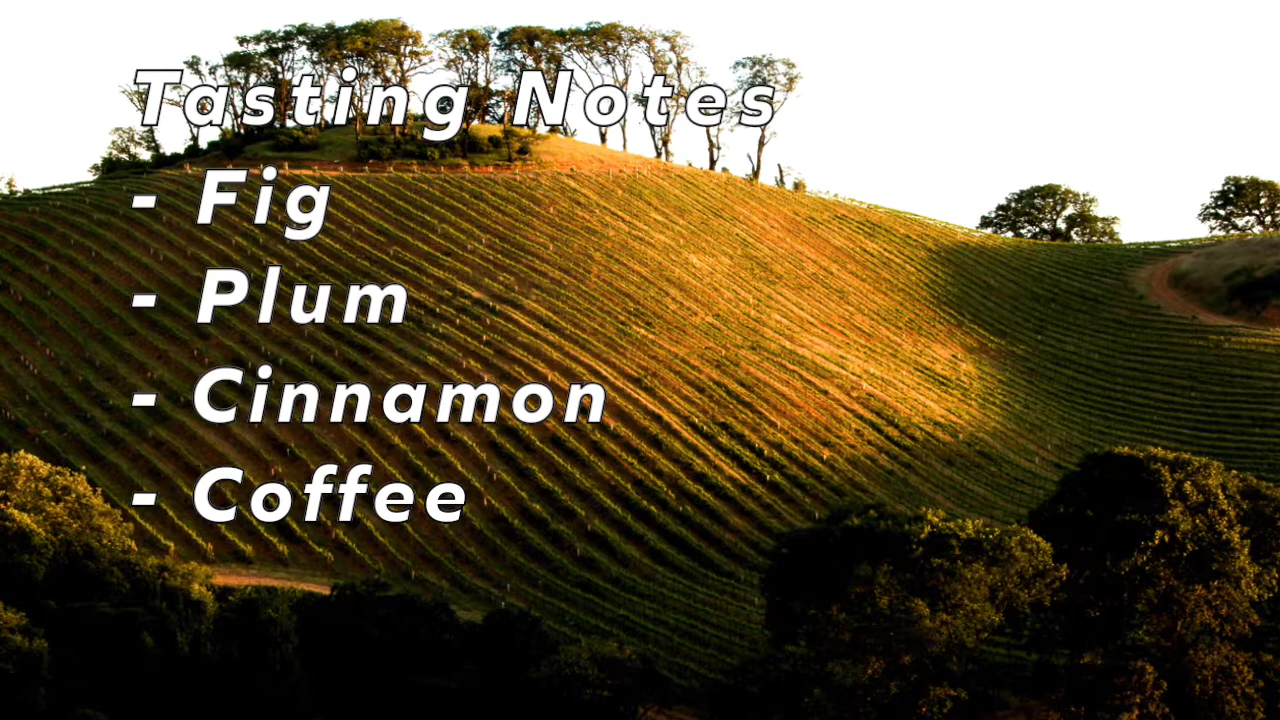 Tasting Notes
- Fig
- Plum
- Cinnamon
- Coffee